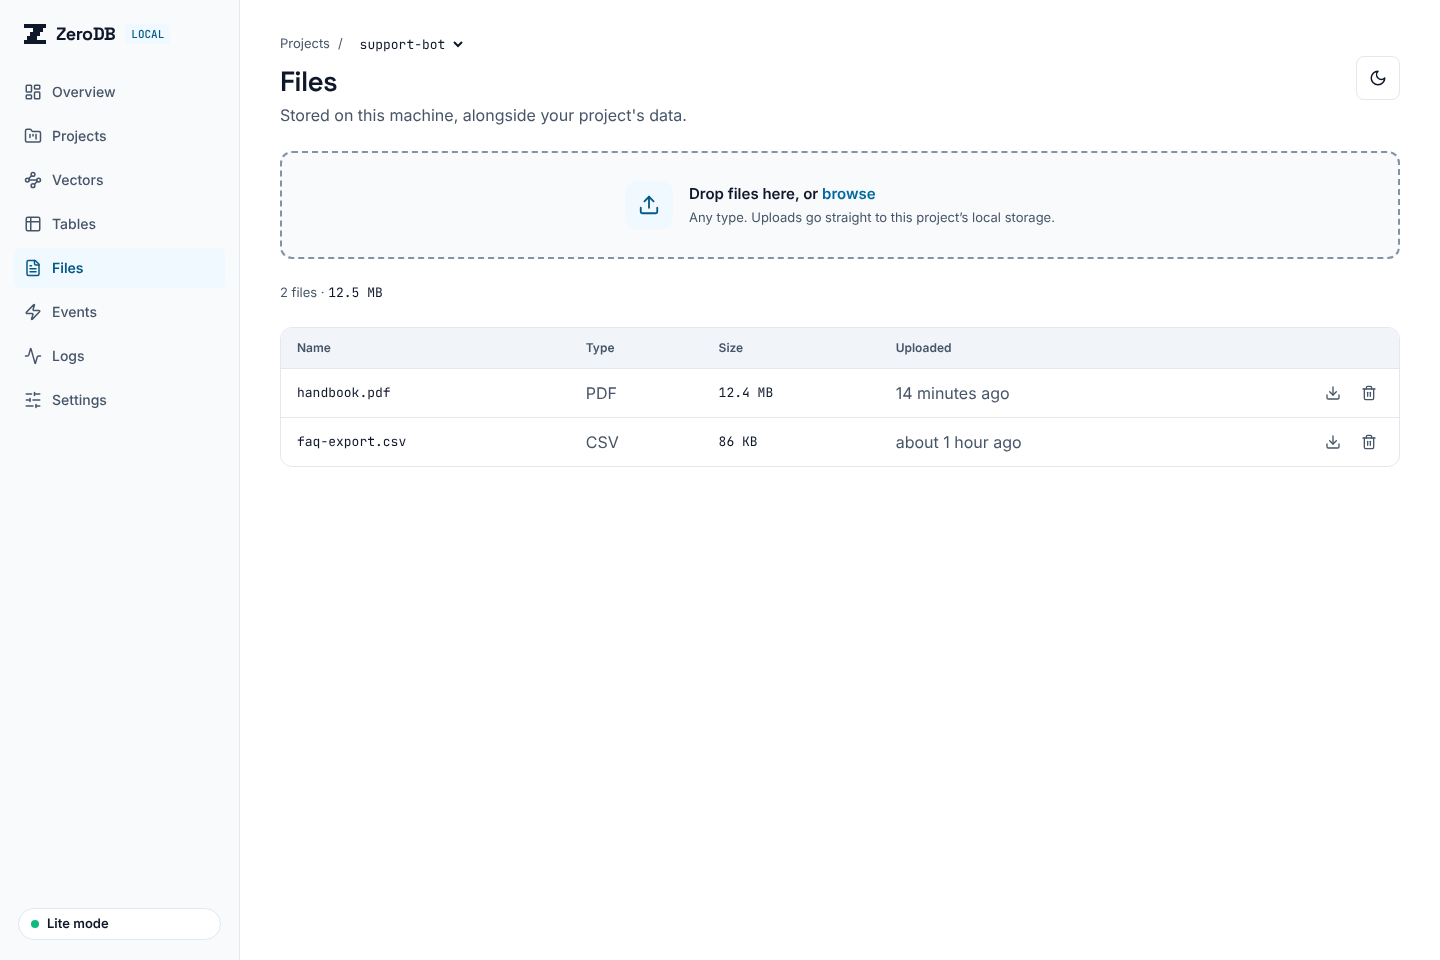 ZeroDB LOCAL
Overview
Projects
Vectors
Tables
Files
Events
Logs
Settings
Lite mode
Projects / support-bot
Files
Stored on this machine, alongside your project's data.
Drop files here, or browse
Any type. Uploads go straight to this project’s local storage.
2 files · 12.5 MB
Name Type Size Uploaded
handbook.pdf PDF 12.4 MB 14 minutes ago
faq-export.csv CSV 86 KB about 1 hour ago